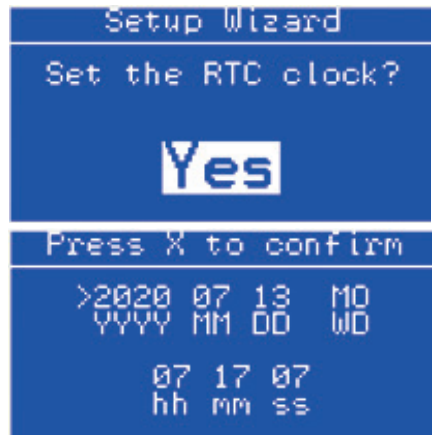 Setup Wizard
Set the RTC clock?
Yes
Press X to confirm
>2020 07 13 MO
YYYY MM DD WD
07 17 07
hh mm ss